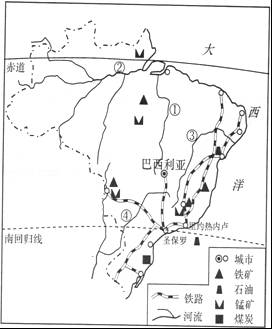 大
赤道
②
①
西
③
巴西利亚
洋
④
里约热内卢
南回归线
圣保罗
城市
铁矿
石油
铁路
锰矿
河流
煤炭